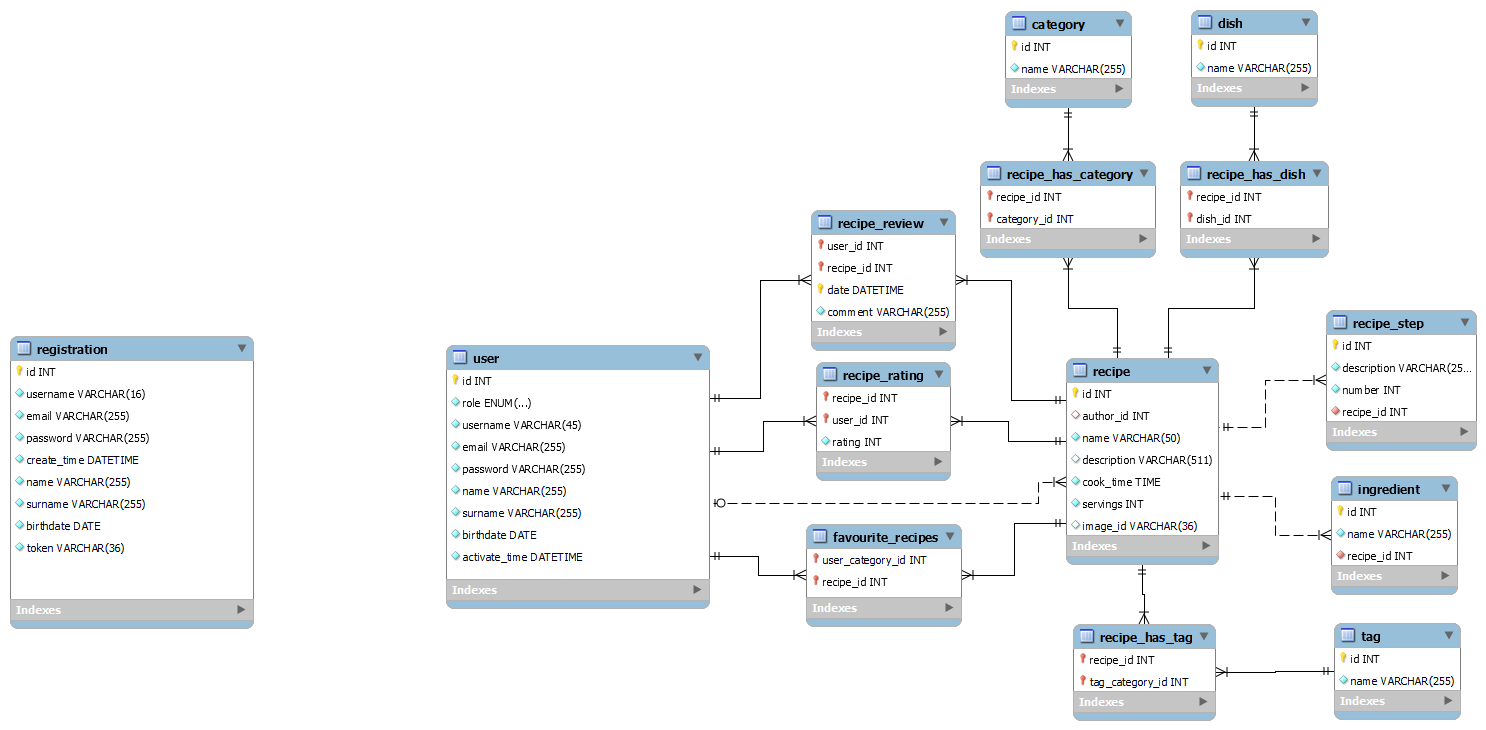 category
id INT
name VARCHAR(255)
Indexes
dish
id INT
name VARCHAR(255)
Indexes
recipe_has_category
recipe_id INT
category_id INT
Indexes
recipe_has_dish
recipe_id INT
dish_id INT
Indexes
recipe_review
user_id INT
recipe_id INT
date DATETIME
comment VARCHAR(255)
Indexes
registration
id INT
username VARCHAR(16)
email VARCHAR(255)
password VARCHAR(255)
create_time DATETIME
name VARCHAR(255)
surname VARCHAR(255)
birthdate DATE
token VARCHAR(36)
Indexes
user
id INT
role ENUM(...)
username VARCHAR(45)
email VARCHAR(255)
password VARCHAR(255)
name VARCHAR(255)
surname VARCHAR(255)
birthdate DATE
activate_time DATETIME
Indexes
recipe_rating
recipe_id INT
user_id INT
rating INT
Indexes
favourite_recipes
user_category_id INT
recipe_id INT
Indexes
recipe
id INT
author_id INT
name VARCHAR(50)
description VARCHAR(511)
cook_time TIME
servings INT
image_id VARCHAR(36)
Indexes
recipe_step
id INT
description VARCHAR(25...
number INT
recipe_id INT
Indexes
ingredient
id INT
name VARCHAR(255)
recipe_id INT
Indexes
recipe_has_tag
recipe_id INT
tag_category_id INT
Indexes
tag
id INT
name VARCHAR(255)
Indexes